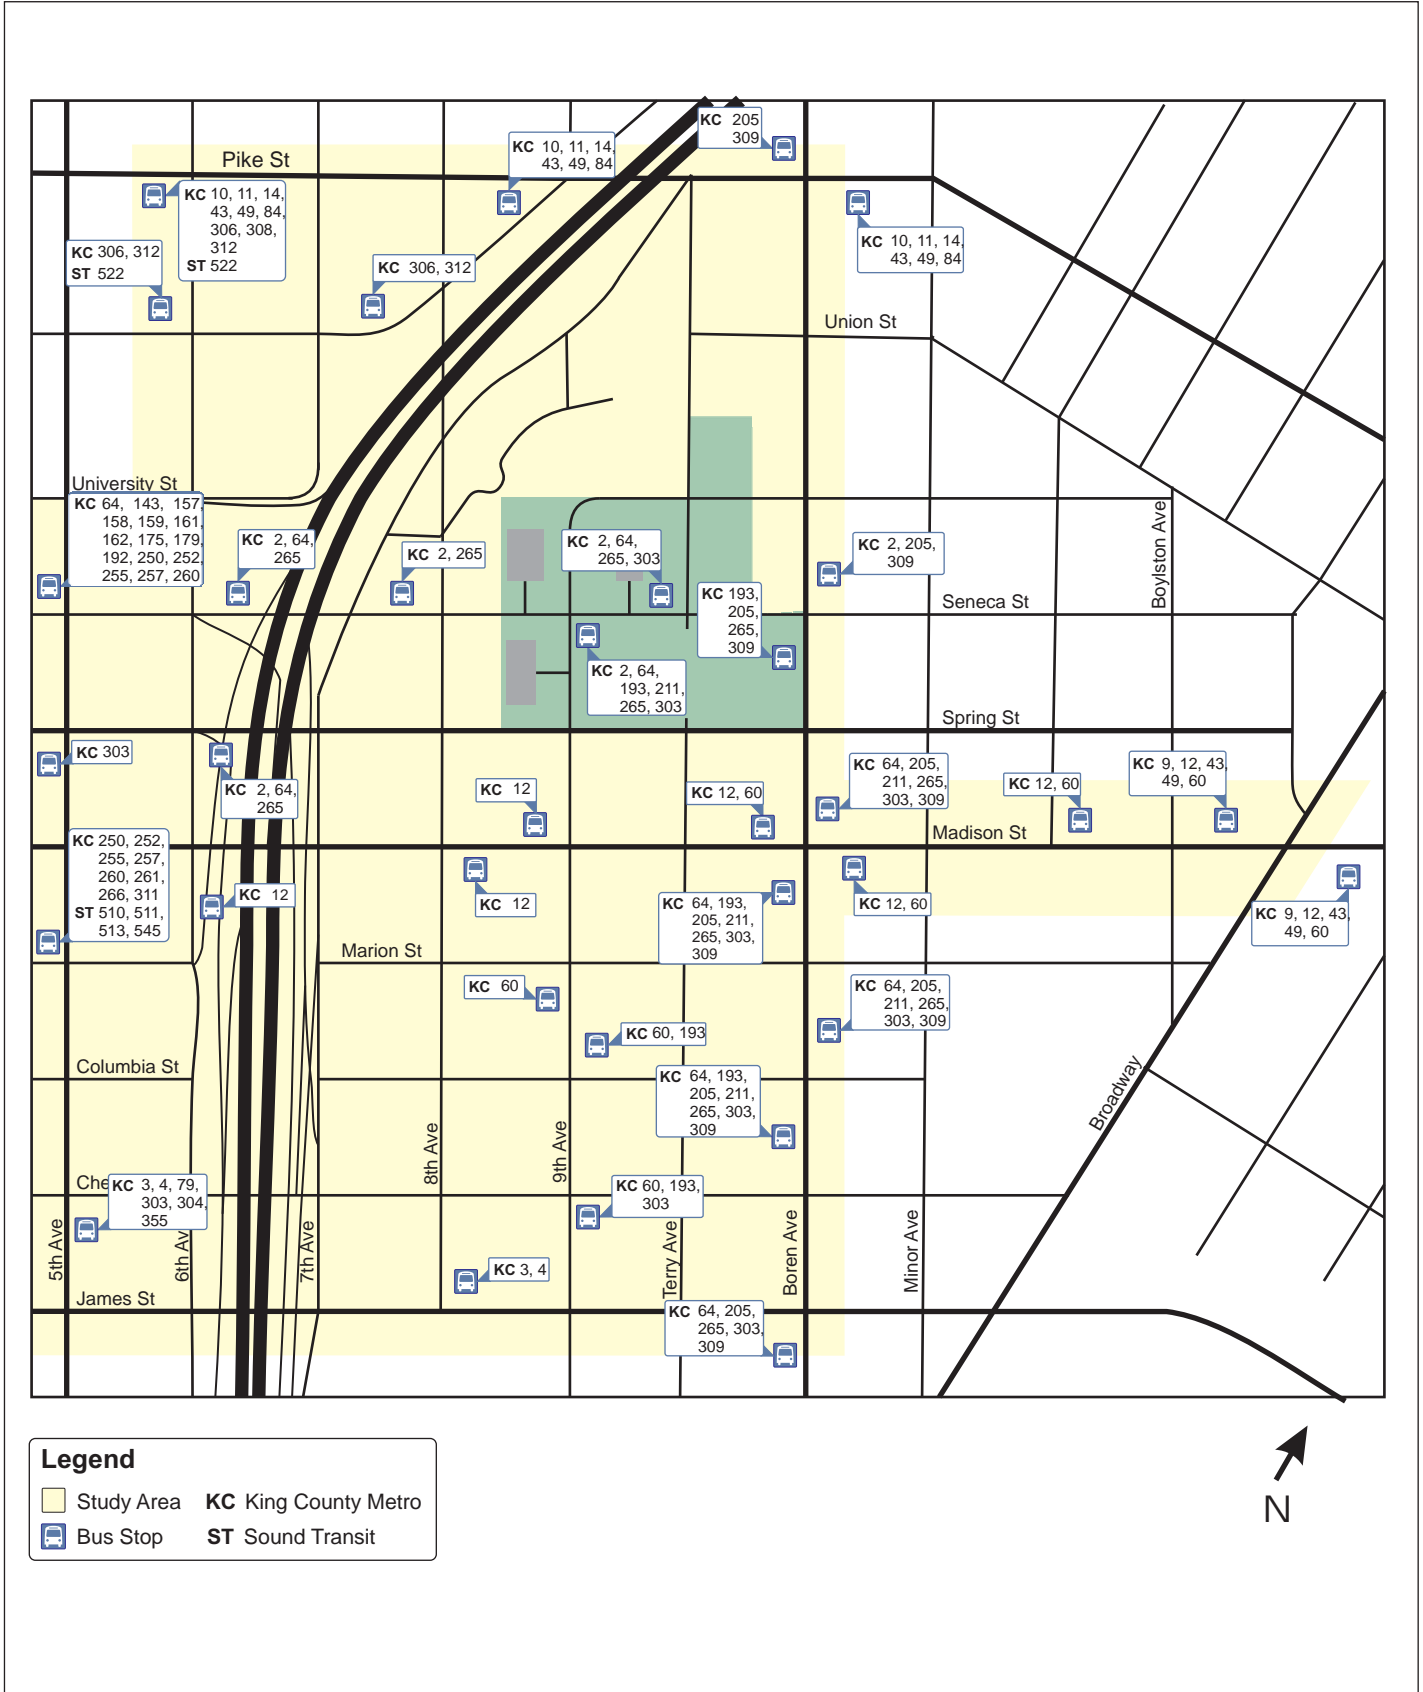 KC 205
309
KC 10, 11, 14,
43, 49, 84
Pike St
KC 10, 11, 14,
43, 49, 84,
306, 308,
312
ST 522
KC 306, 312
ST 522
KC 306, 312
KC 10, 11, 14,
43, 49, 84
Union St
University St
KC 64, 143, 157,
158, 159, 161,
162, 175, 179,
192, 250, 252,
255, 257, 260
KC 2, 64,
265
KC 2, 265
KC 2, 64,
265, 303
KC 2, 205,
309
Boylston Ave
KC 193,
205,
265,
309
Seneca St
KC 2, 64,
193, 211,
265, 303
Spring St
KC 303
KC 2, 64,
265
KC 12
KC 12, 60
KC 64, 205,
211, 265,
303, 309
KC 12, 60
KC 9, 12, 43,
49, 60
Madison St
KC 250, 252,
255, 257,
260, 261,
266, 311
ST 510, 511,
513, 545
KC 12
KC 12
KC 64, 193,
205, 211,
265, 303,
309
KC 12, 60
KC 9, 12, 43,
49, 60
Marion St
KC 60
KC 64, 205,
211, 265,
303, 309
KC 60, 193
Columbia St
KC 64, 193,
205, 211,
265, 303,
309
Broadway
8th Ave
9th Ave
Che
KC 3, 4, 79,
303, 304,
355
KC 60, 193,
303
5th Ave
6th Av
7th Ave
Terry Ave
Boren Ave
Minor Ave
KC 3, 4
James St
KC 64, 205,
265, 303,
309
Legend
Study Area KC King County Metro
Bus Stop ST Sound Transit
N